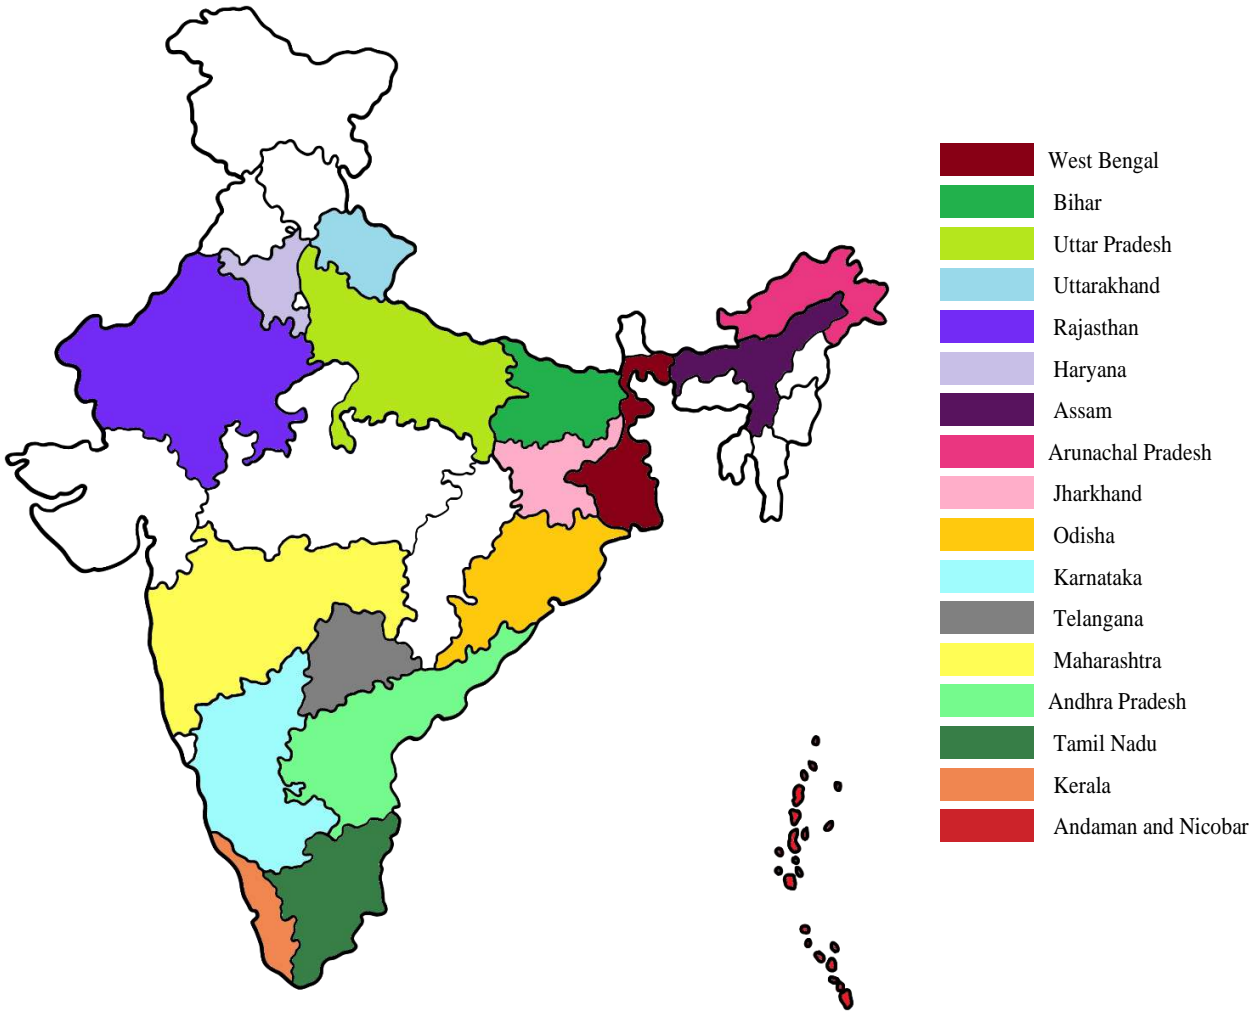 West Bengal
Bihar
Uttar Pradesh
Uttarakhand
Rajasthan
Haryana
Assam
Arunachal Pradesh
Jharkhand
Odisha
Karnataka
Telangana
Maharashtra
Andhra Pradesh
Tamil Nadu
Kerala
Andaman and Nicobar